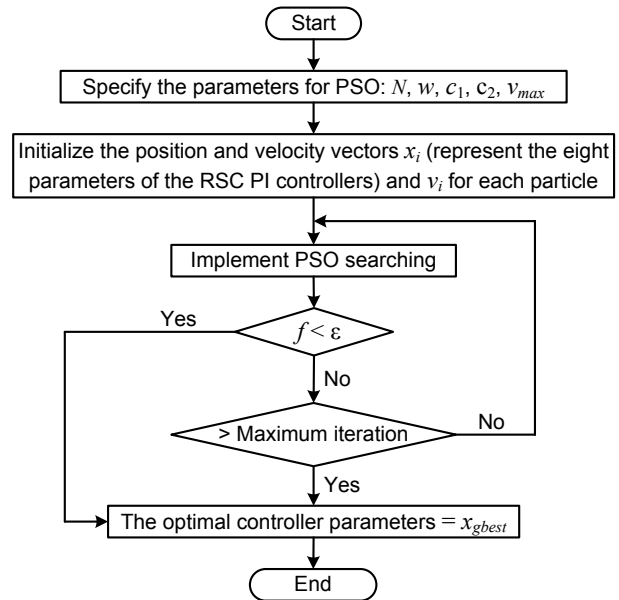 Start
Specify the parameters for PSO: N, w, c₁, c₂, vₘₐₓ
Initialize the position and velocity vectors xᵢ (represent the eight
parameters of the RSC PI controllers) and vᵢ for each particle
Implement PSO searching
Yes
f < ε
No
> Maximum iteration
No
Yes
The optimal controller parameters = x_gbest
End